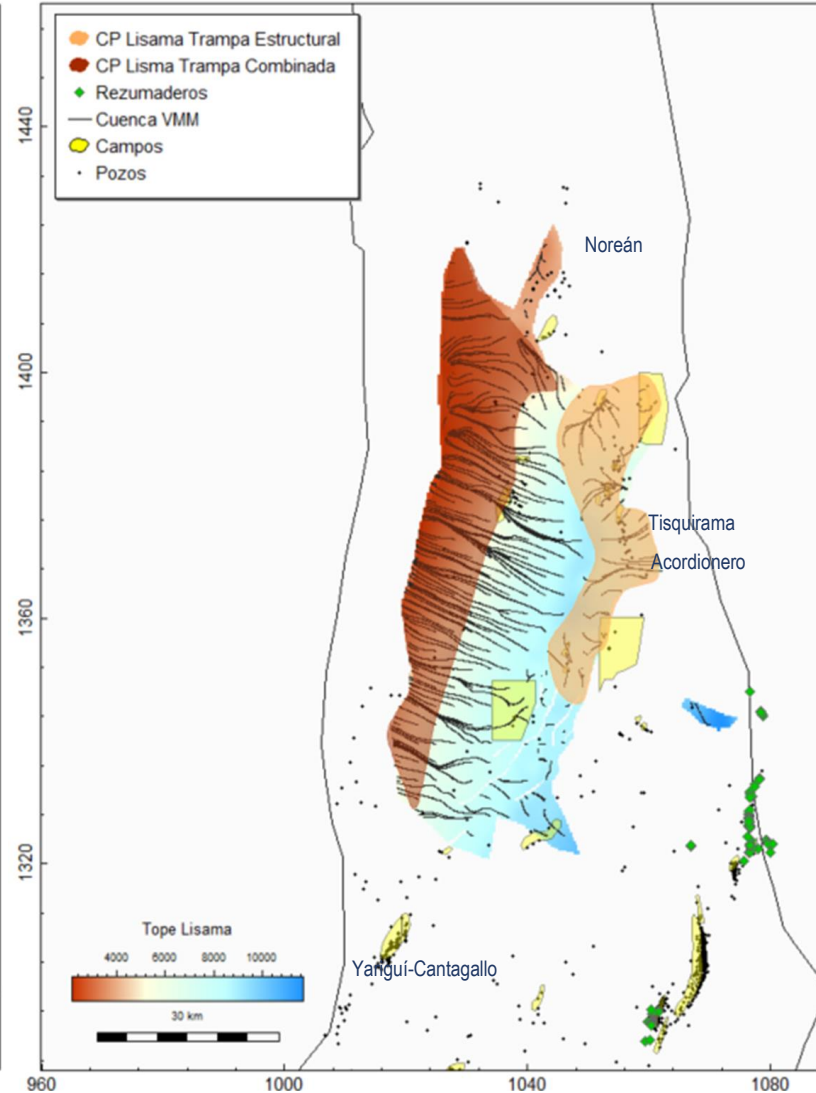 CP Lisama Trampa Estructural
CP Lisma Trampa Combinada
Rezumaderos
Cuenca VMM
Campos
Pozos
1440
Noreán
1400
Tisquirama
Acordionero
1360
1320
Tope Lisama
4000 6000 8000 10000
30 km
Yariguí-Cantagallo
960 1000 1040 1080